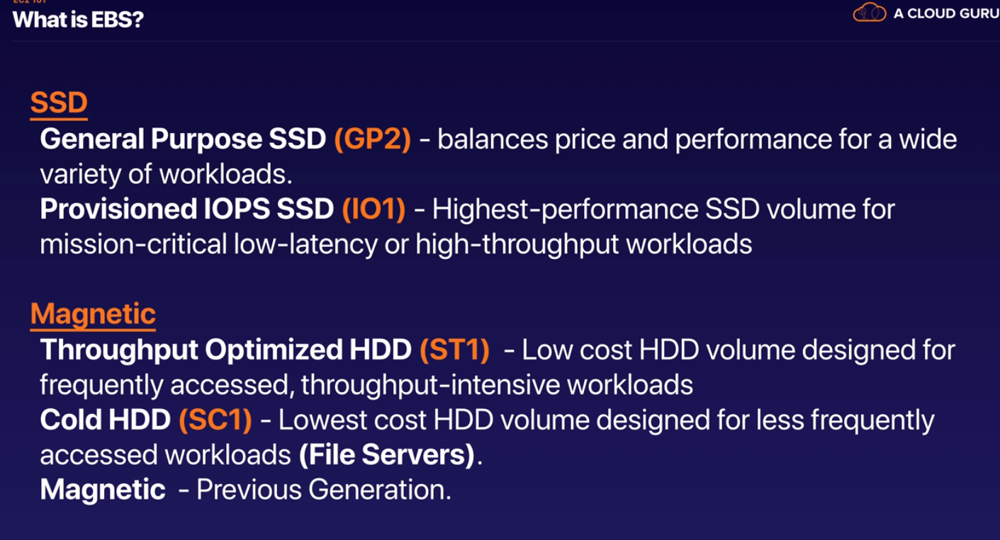 EC2 101
What is EBS?
A CLOUD GURU
SSD
General Purpose SSD (GP2) - balances price and performance for a wide
variety of workloads.
Provisioned IOPS SSD (IO1) - Highest-performance SSD volume for
mission-critical low-latency or high-throughput workloads
Magnetic
Throughput Optimized HDD (ST1) - Low cost HDD volume designed for
frequently accessed, throughput-intensive workloads
Cold HDD (SC1) - Lowest cost HDD volume designed for less frequently
accessed workloads (File Servers).
Magnetic - Previous Generation.